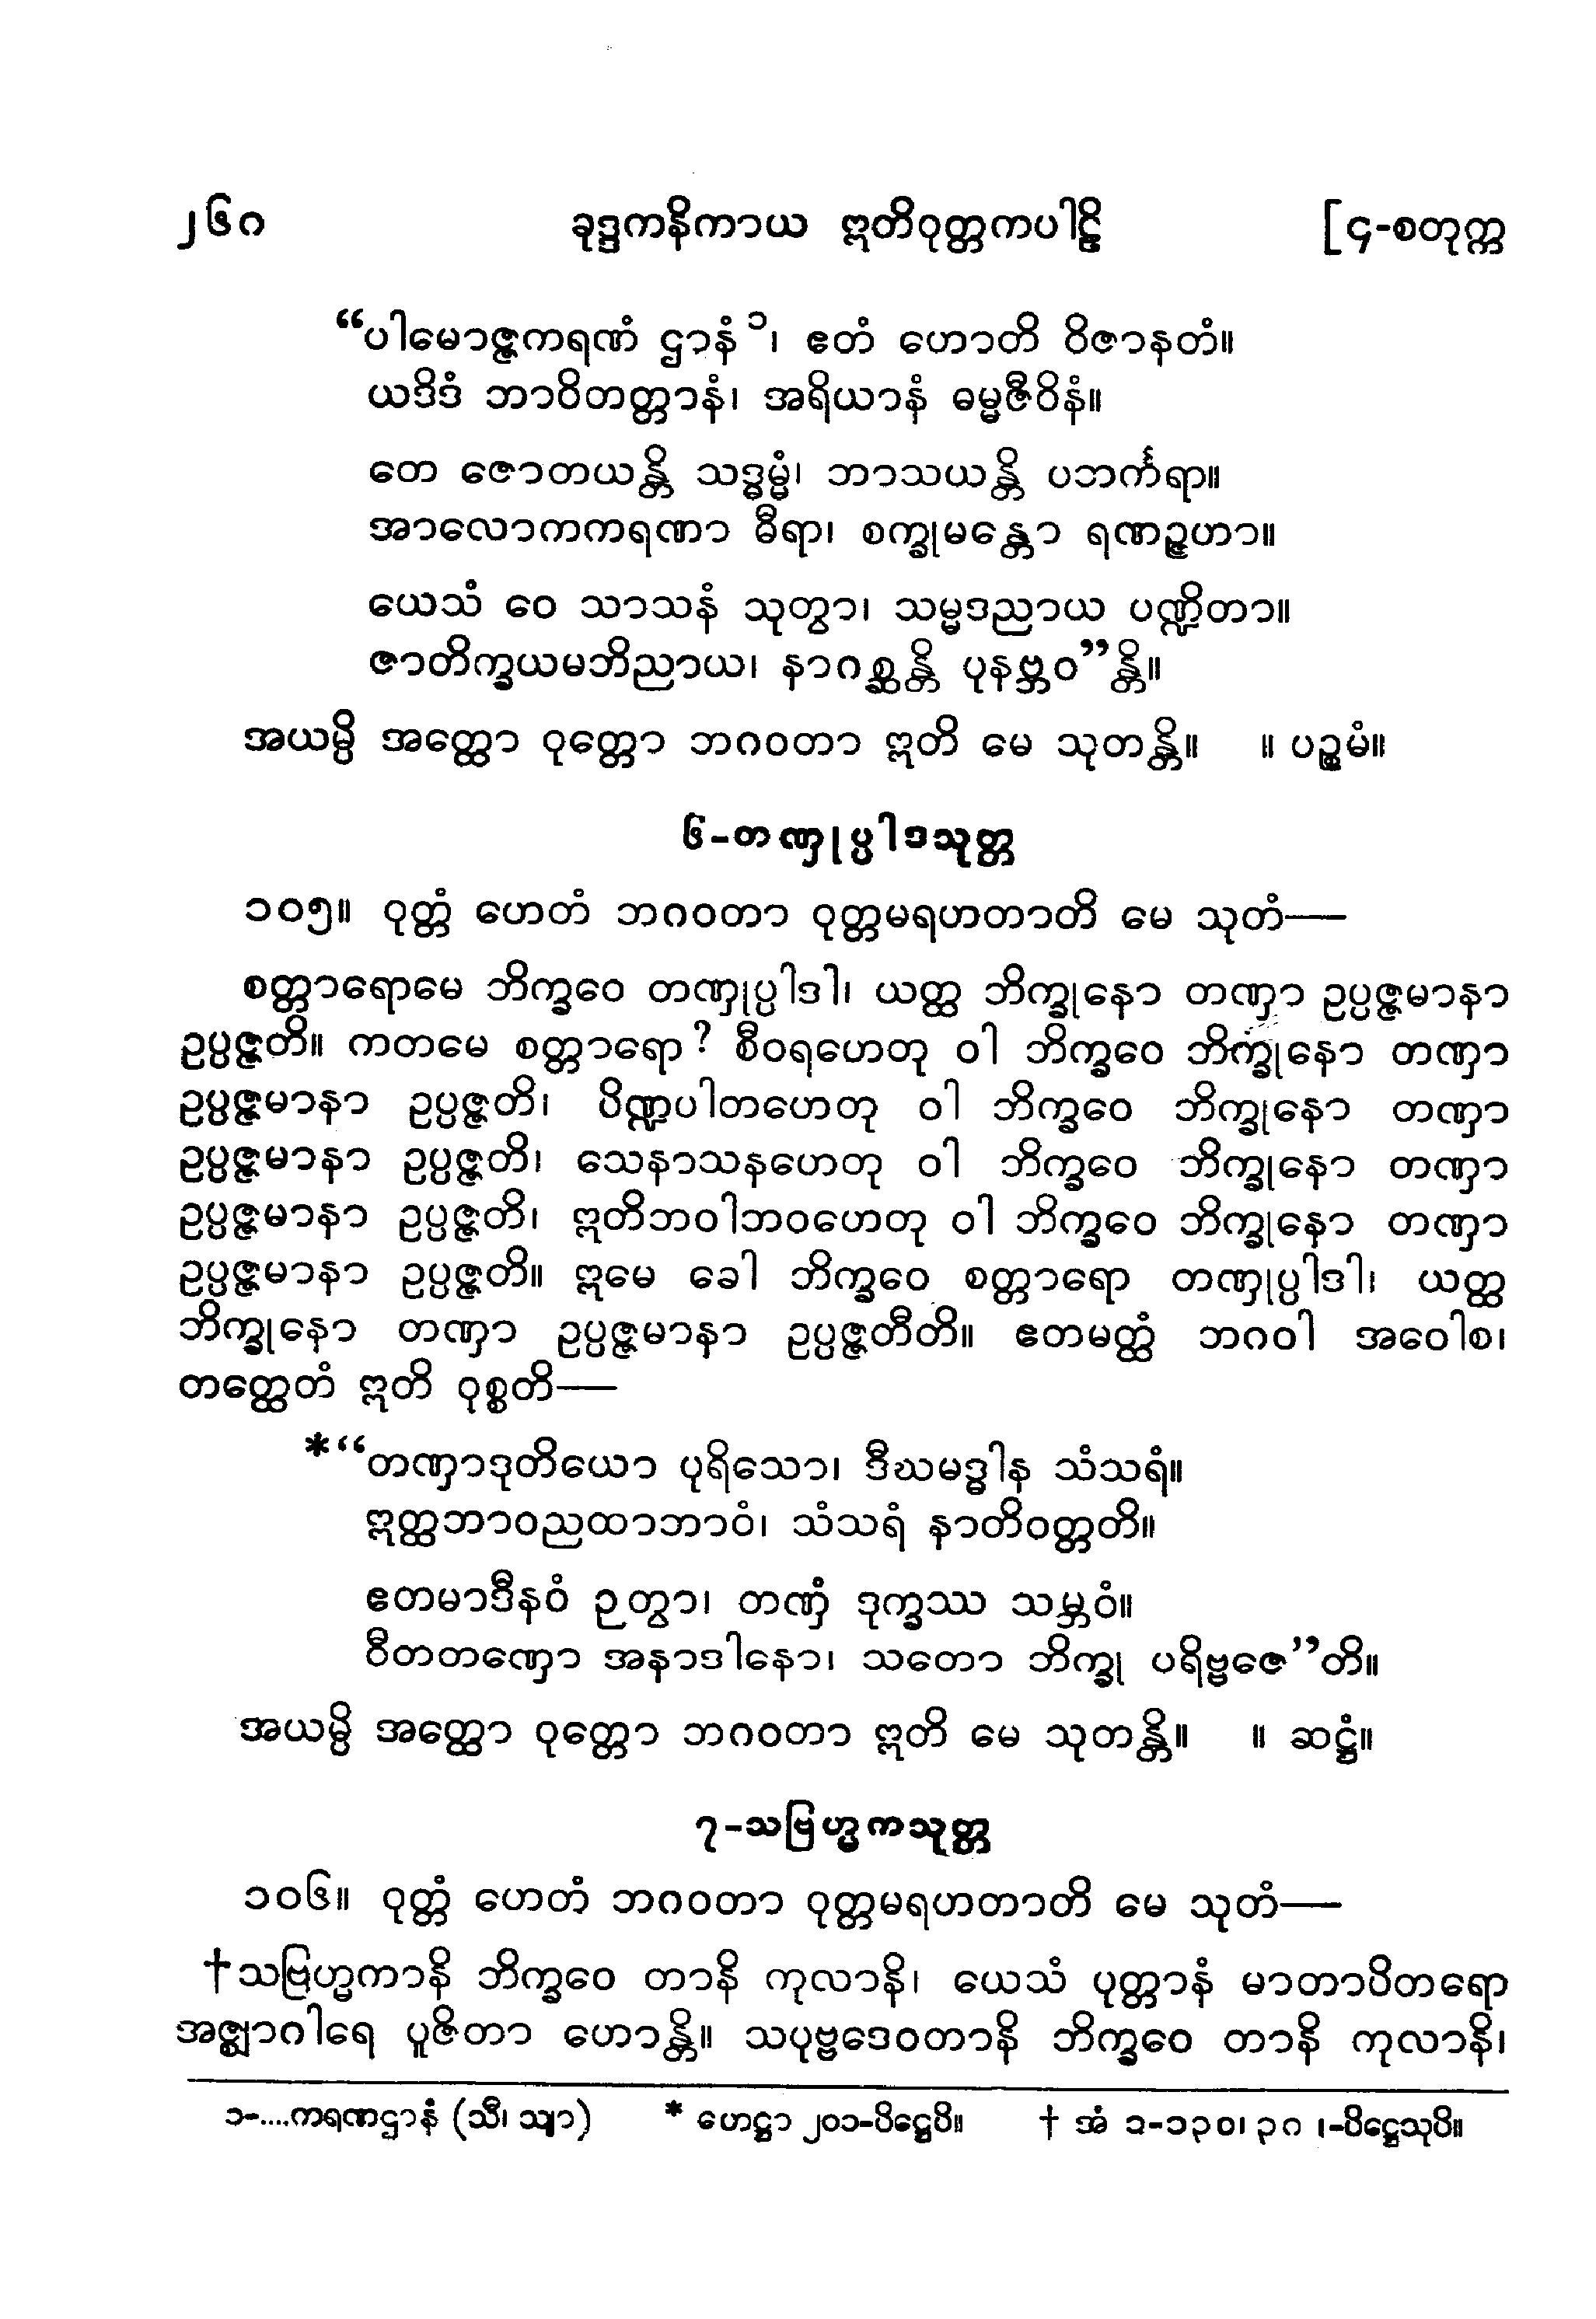 ၂၆ဂ ခုဒ္ဒကနိကာယ ဣတိဝုတ္တကပါဠိ [၄-စတုက္က
“ပါမောဇ္ဇကရဏံ ဌာနံ ၁၊ ဧတံ ဟောတိ ဝိဇာနတံ။
ယဒိဒံ ဘာဝိတတ္တာနံ၊ အရိယာနံ ဓမ္မဇီဝိနံ။
တေ ဇောတယန္တိ သဒ္ဓမ္မံ၊ ဘာသယန္တိ ပဘင်္ကရာ။
အာလောကကရဏာ ဓီရာ၊ စက္ခုမန္တော ရဏဉ္ဇဟာ။
ယေသံ ဝေ သာသနံ သုတွာ၊ သမ္မဒညာယ ပဏ္ဍိတာ။
ဇာတိက္ခယမဘိညာယ၊ နာဂစ္ဆန္တိ ပုနဗ္ဘဝ”န္တိ။
အယမ္ပိ အတ္ထော ဝုတ္တော ဘဂဝတာ ဣတိ မေ သုတန္တိ။ ။ ပဉ္စမံ။
၆-တဏှုပ္ပါဒသုတ္တ
၁၀၅။ ဝုတ္တံ ဟေတံ ဘဂဝတာ ဝုတ္တမရဟတာတိ မေ သုတံ—
စတ္တာရောမေ ဘိက္ခဝေ တဏှုပ္ပါဒါ၊ ယတ္ထ ဘိက္ခုနော တဏှာ ဥပ္ပဇ္ဇမာနာ
ဥပ္ပဇ္ဇတိ။ ကတမေ စတ္တာရော? စီဝရဟေတု ဝါ ဘိက္ခဝေ ဘိက္ခုနော တဏှာ
ဥပ္ပဇ္ဇမာနာ ဥပ္ပဇ္ဇတိ၊ ပိဏ္ဍပါတဟေတု ဝါ ဘိက္ခဝေ ဘိက္ခုနော တဏှာ
ဥပ္ပဇ္ဇမာနာ ဥပ္ပဇ္ဇတိ၊ သေနာသနဟေတု ဝါ ဘိက္ခဝေ ဘိက္ခုနော တဏှာ
ဥပ္ပဇ္ဇမာနာ ဥပ္ပဇ္ဇတိ၊ ဣတိဘဝါဘဝဟေတု ဝါ ဘိက္ခဝေ ဘိက္ခုနော တဏှာ
ဥပ္ပဇ္ဇမာနာ ဥပ္ပဇ္ဇတိ။ ဣမေ ခေါ ဘိက္ခဝေ စတ္တာရော တဏှုပ္ပါဒါ၊ ယတ္ထ
ဘိက္ခုနော တဏှာ ဥပ္ပဇ္ဇမာနာ ဥပ္ပဇ္ဇတီတိ။ ဧတမတ္ထံ ဘဂဝါ အဝေါစ၊
တတ္ထေတံ ဣတိ ဝုစ္စတိ—
*“တဏှာဒုတိယော ပုရိသော၊ ဒီဃမဒ္ဓါန သံသရံ။
ဣတ္ထဘာဝညထာဘာဝံ၊ သံသရံ နာတိဝတ္တတိ။
ဧတမာဒီနဝံ ဉတွာ၊ တဏှံ ဒုက္ခဿ သမ္ဘဝံ။
ဝီတတဏှော အနာဒါနော၊ သတော ဘိက္ခု ပရိဗ္ဗဇေ”တိ။
အယမ္ပိ အတ္ထော ဝုတ္တော ဘဂဝတာ ဣတိ မေ သုတန္တိ။ ။ ဆဋ္ဌံ။
၇-သဗြဟ္မကသုတ္တ
၁၀၆။ ဝုတ္တံ ဟေတံ ဘဂဝတာ ဝုတ္တမရဟတာတိ မေ သုတံ—
†သဗြဟ္မကာနိ ဘိက္ခဝေ တာနိ ကုလာနိ၊ ယေသံ ပုတ္တာနံ မာတာပိတရော
အဇ္ဈာဂါရေ ပူဇိတာ ဟောန္တိ။ သပုဗ္ဗဒေဝတာနိ ဘိက္ခဝေ တာနိ ကုလာနိ၊
၁-....ကရဏဌာနံ (သီ၊ သျာ) * ဟေဋ္ဌာ ၂၀၁-ပိဋ္ဌေပိ။ † အံ ၁-၁၃၀၊ ၃၈ ၊-ပိဋ္ဌေသုပိ။